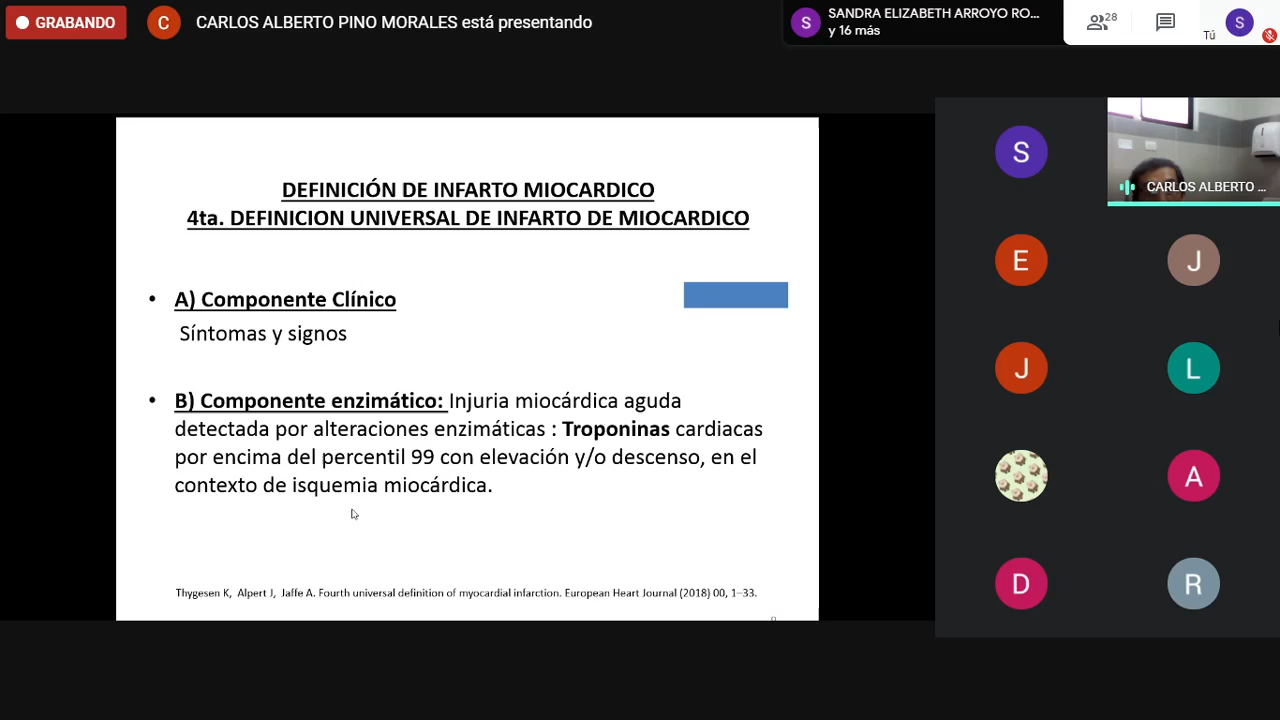 GRABANDO
C
CARLOS ALBERTO PINO MORALES está presentando
S
SANDRA ELIZABETH ARROYO RO...
y 16 más
28
Tú
S
DEFINICIÓN DE INFARTO MIOCARDICO
4ta. DEFINICION UNIVERSAL DE INFARTO DE MIOCARDICO
• A) Componente Clínico
Síntomas y signos
• B) Componente enzimático: Injuria miocárdica aguda
detectada por alteraciones enzimáticas : Troponinas cardiacas
por encima del percentil 99 con elevación y/o descenso, en el
contexto de isquemia miocárdica.
Thygesen K, Alpert J, Jaffe A. Fourth universal definition of myocardial infarction. European Heart Journal (2018) 00, 1–33.
S
CARLOS ALBERTO ...
E
J
J
L
A
D
R